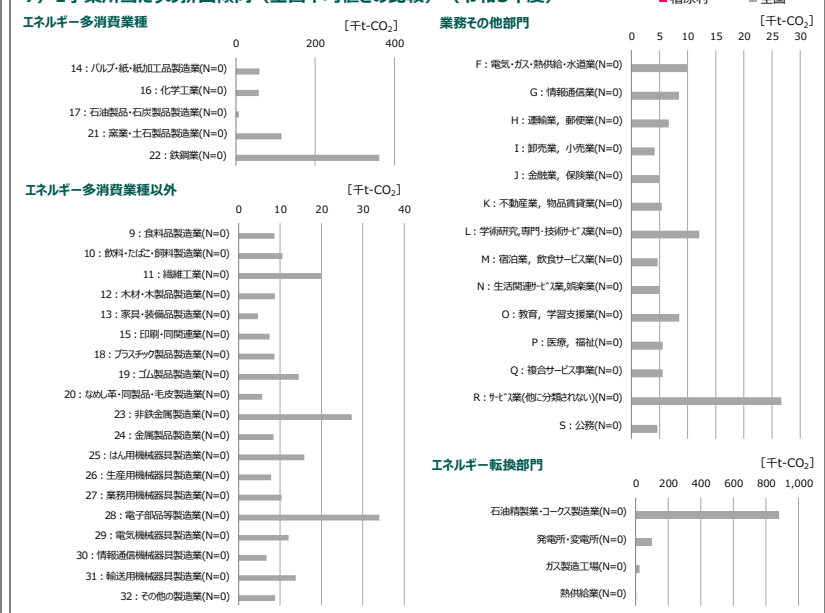 エネルギー多消費業種
[千t-CO₂]
0 200 400
14：パルプ・紙・紙加工品製造業(N=0)
16：化学工業(N=0)
17：石油製品・石炭製品製造業(N=0)
21：窯業・土石製品製造業(N=0)
22：鉄鋼業(N=0)
エネルギー多消費業種以外
[千t-CO₂]
0 10 20 30 40
9：食料品製造業(N=0)
10：飲料・たばこ・飼料製造業(N=0)
11：繊維工業(N=0)
12：木材・木製品製造業(N=0)
13：家具・装備品製造業(N=0)
15：印刷・同関連業(N=0)
18：プラスチック製品製造業(N=0)
19：ゴム製品製造業(N=0)
20：なめし革・同製品・毛皮製造業(N=0)
23：非鉄金属製造業(N=0)
24：金属製品製造業(N=0)
25：はん用機械器具製造業(N=0)
26：生産用機械器具製造業(N=0)
27：業務用機械器具製造業(N=0)
28：電子部品等製造業(N=0)
29：電気機械器具製造業(N=0)
30：情報通信機械器具製造業(N=0)
31：輸送用機械器具製造業(N=0)
32：その他の製造業(N=0)
業務その他部門
[千t-CO₂]
0 5 10 15 20 25 30
F：電気・ガス・熱供給・水道業(N=0)
G：情報通信業(N=0)
H：運輸業，郵便業(N=0)
I：卸売業，小売業(N=0)
J：金融業，保険業(N=0)
K：不動産業，物品賃貸業(N=0)
L：学術研究,専門・技術ｻｰﾋﾞｽ業(N=0)
M：宿泊業，飲食サービス業(N=0)
N：生活関連ｻｰﾋﾞｽ業,娯楽業(N=0)
O：教育，学習支援業(N=0)
P：医療，福祉(N=0)
Q：複合サービス事業(N=0)
R：ｻｰﾋﾞｽ業(他に分類されない)(N=0)
S：公務(N=0)
エネルギー転換部門
[千t-CO₂]
0 200 400 600 800 1,000
石油精製業・コークス製造業(N=0)
発電所・変電所(N=0)
ガス製造工場(N=0)
熱供給業(N=0)